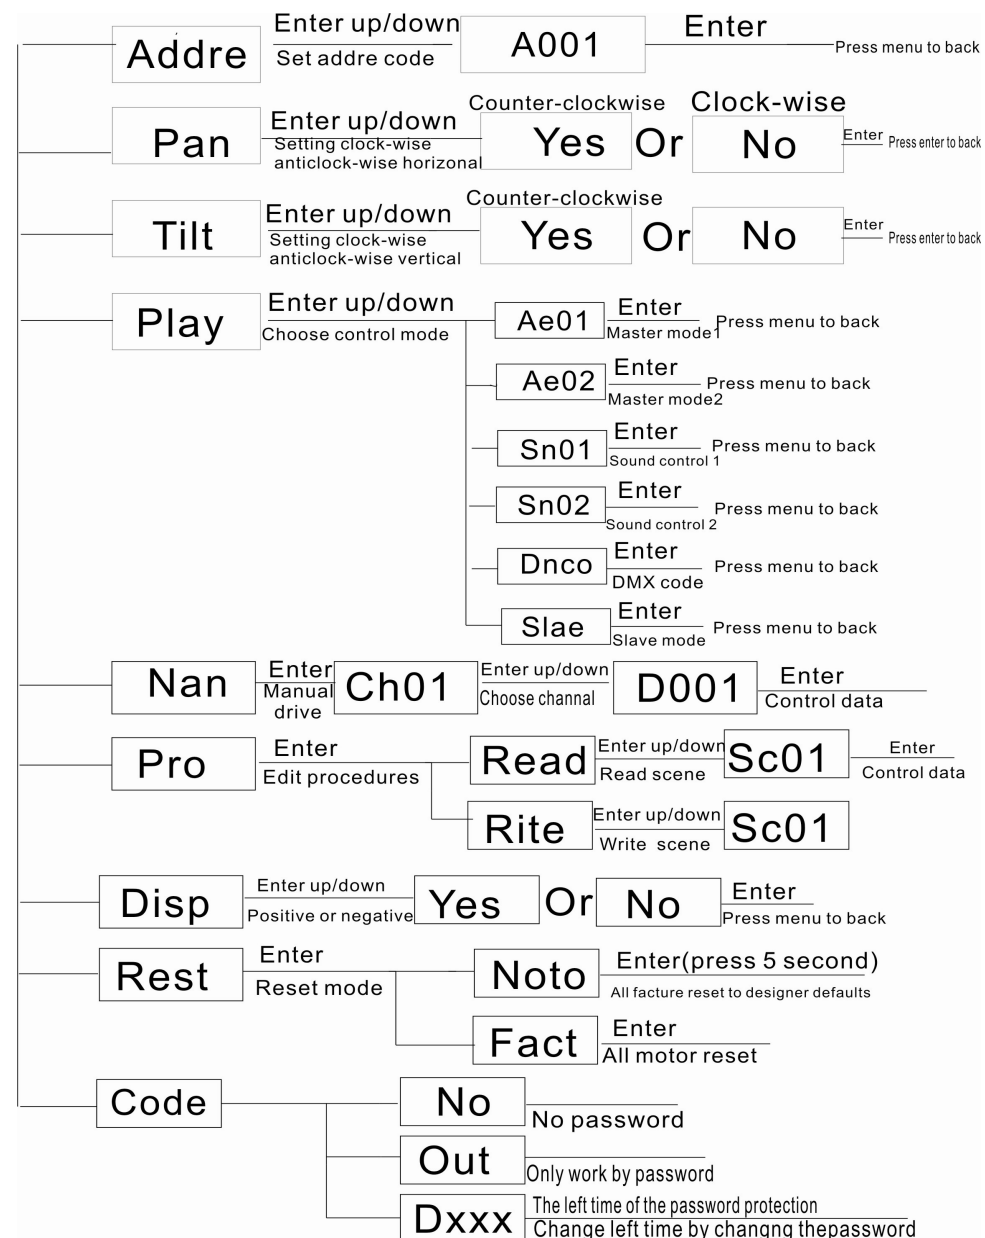 Addre
Enter up/down
Set addre code
A001
Enter
Press menu to back
Pan
Enter up/down
Setting clock-wise
anticlock-wise horizonal
Counter-clockwise
Yes
Or
Clock-wise
No
Enter
Press enter to back
Tilt
Enter up/down
Setting clock-wise
anticlock-wise vertical
Counter-clockwise
Yes
Or
No
Enter
Press enter to back
Play
Enter up/down
Choose control mode
Ae01
Enter
Master mode1
Press menu to back
Ae02
Enter
Master mode2
Press menu to back
Sn01
Enter
Sound control 1
Press menu to back
Sn02
Enter
Sound control 2
Press menu to back
Dnco
Enter
DMX code
Press menu to back
Slae
Enter
Slave mode
Press menu to back
Nan
Enter
Manual
drive
Ch01
Enter up/down
Choose channal
D001
Enter
Control data
Pro
Enter
Edit procedures
Read
Enter up/down
Read scene
Sc01
Enter
Control data
Rite
Enter up/down
Write scene
Sc01
Disp
Enter up/down
Positive or negative
Yes
Or
No
Enter
Press menu to back
Rest
Enter
Reset mode
Noto
Enter(press 5 second)
All facture reset to designer defaults
Fact
Enter
All motor reset
Code
No
No password
Out
Only work by password
Dxxx
The left time of the password protection
Change left time by changng thepassword